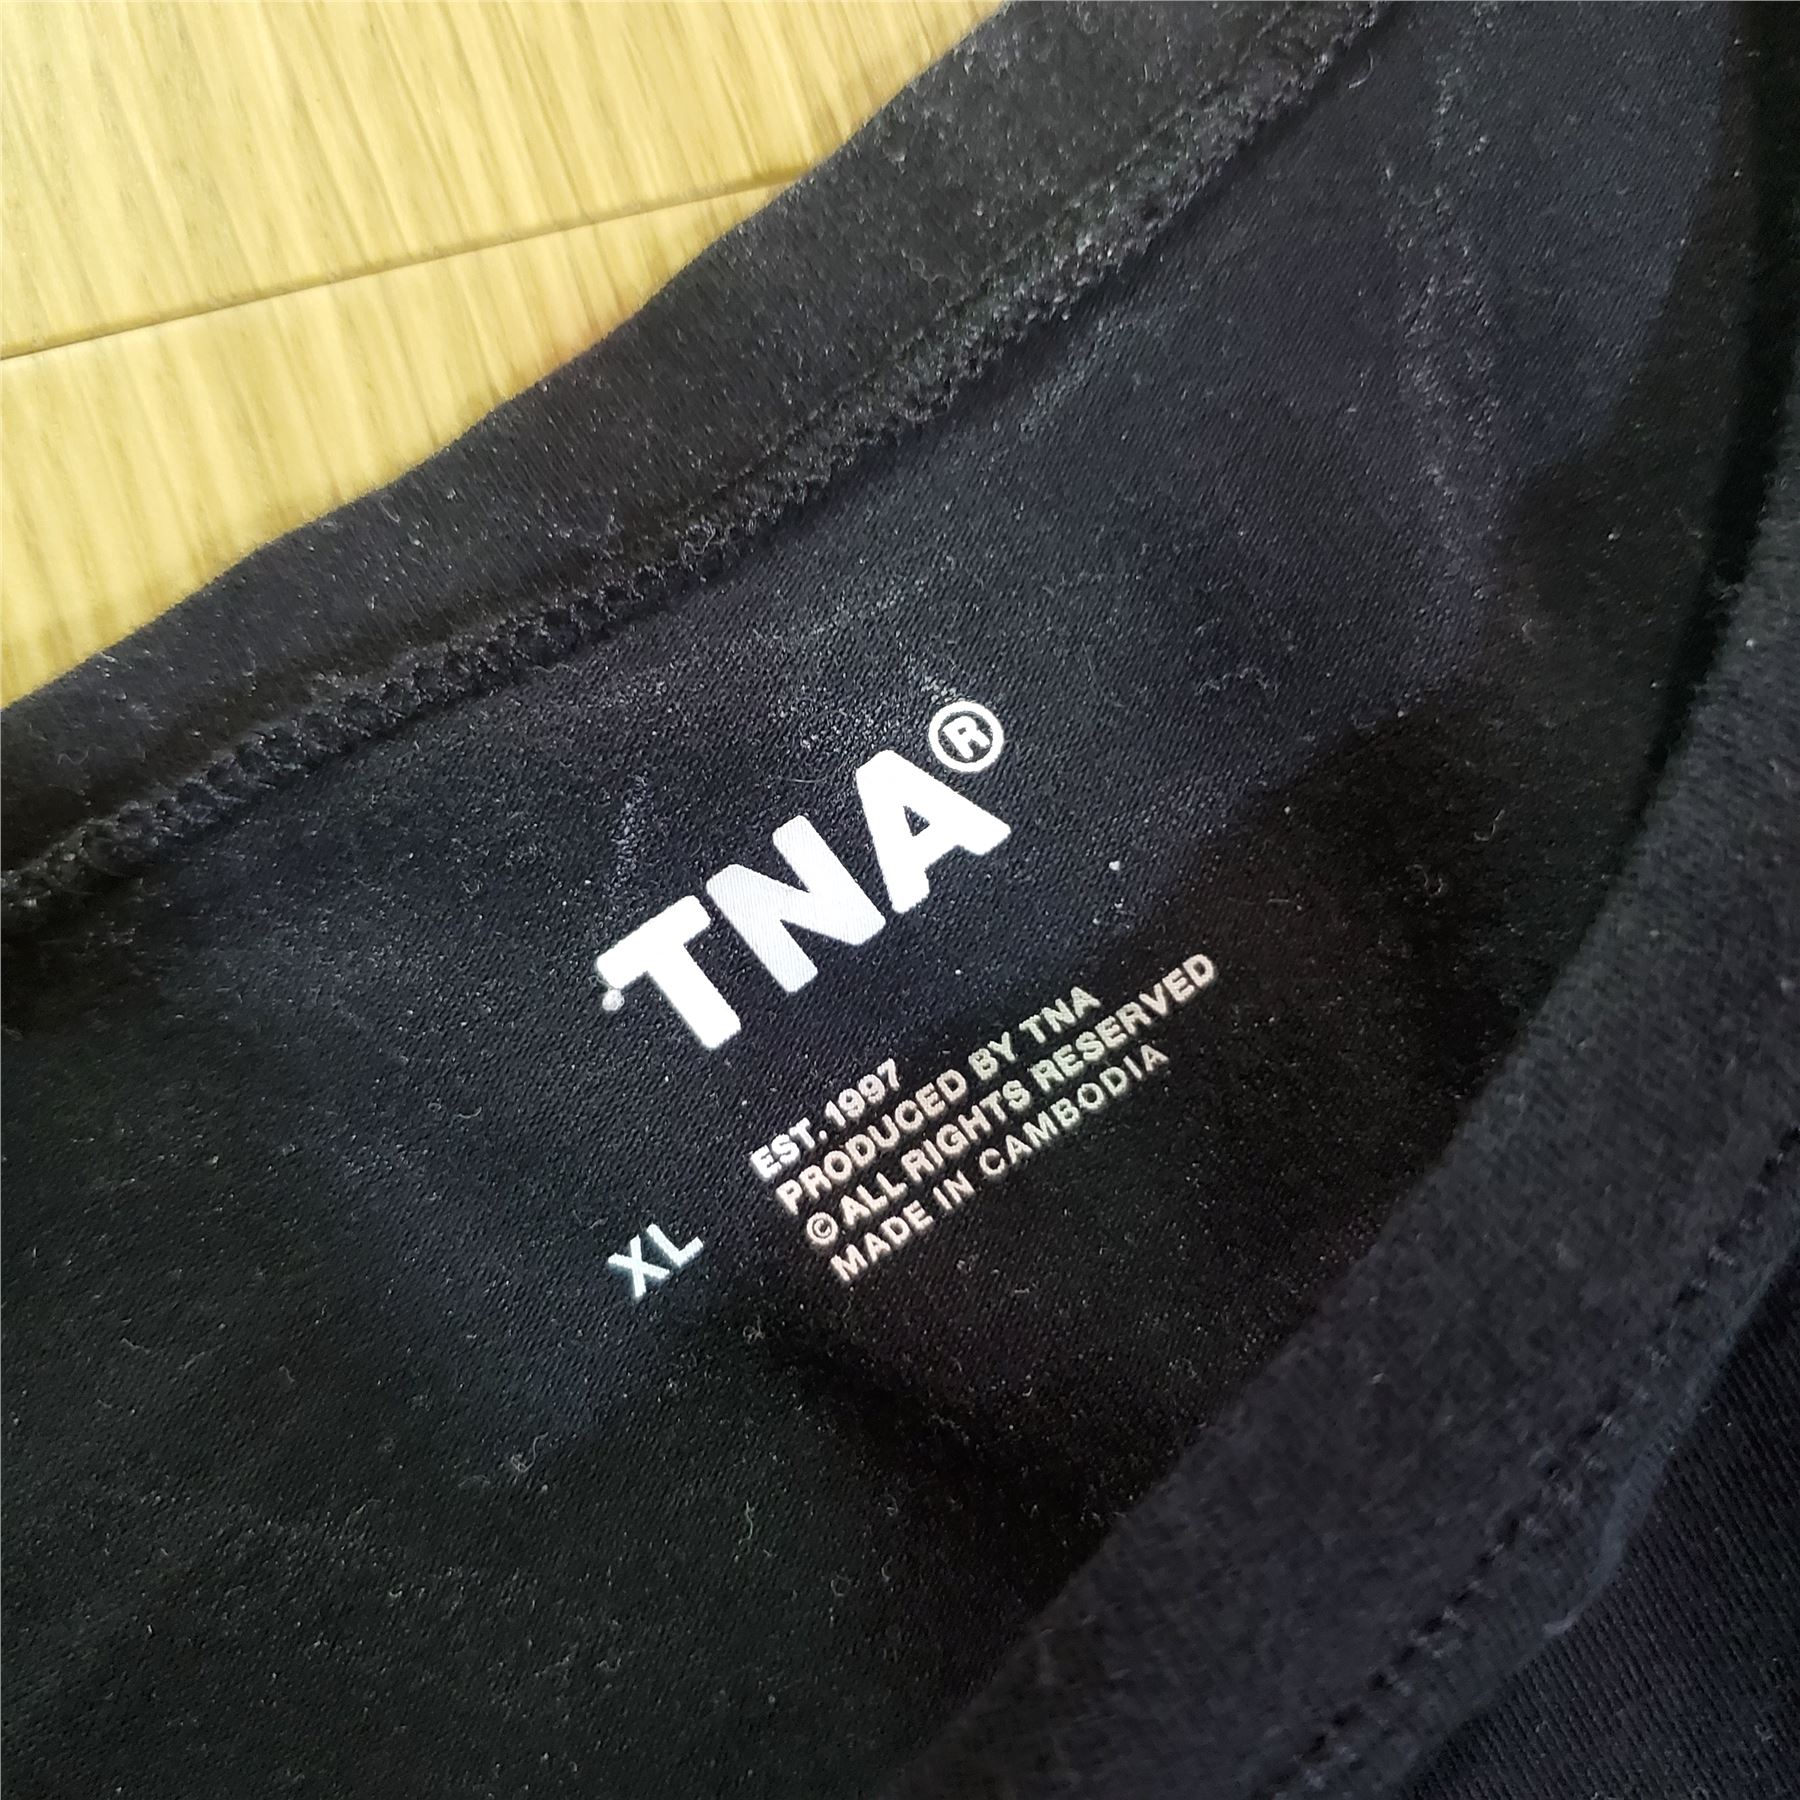 TNA®
EST. 1997
PRODUCED BY TNA
© ALL RIGHTS RESERVED
MADE IN CAMBODIA
XL